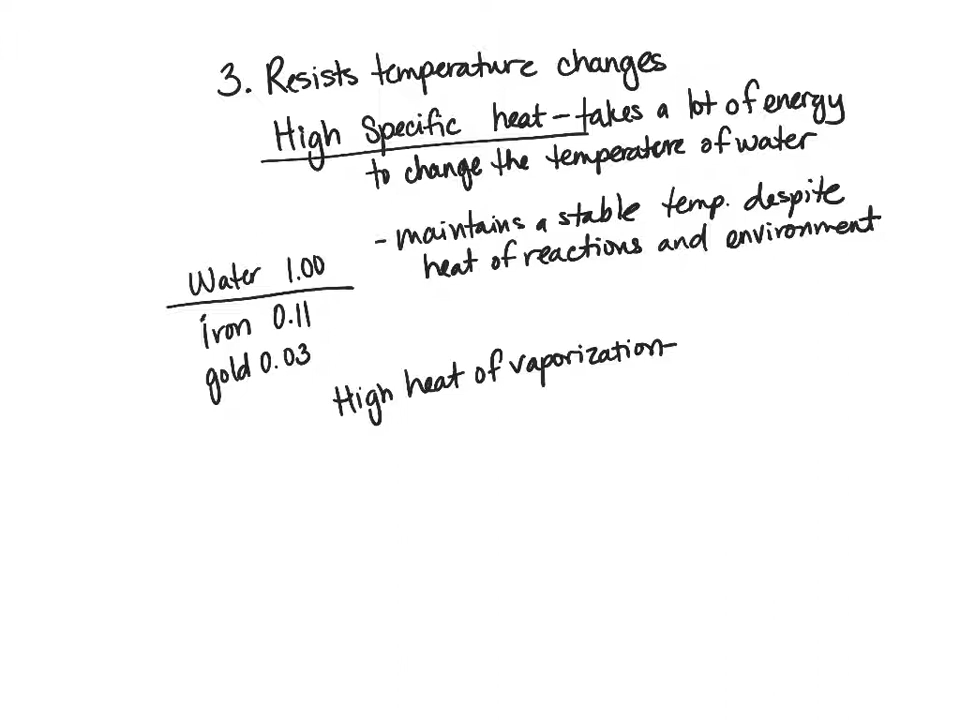 3. Resists temperature changes
High Specific heat - takes a lot of energy
to change the temperature of water
- maintains a stable temp. despite
heat of reactions and environment
Water 1.00
iron 0.11
gold 0.03
High heat of vaporization-